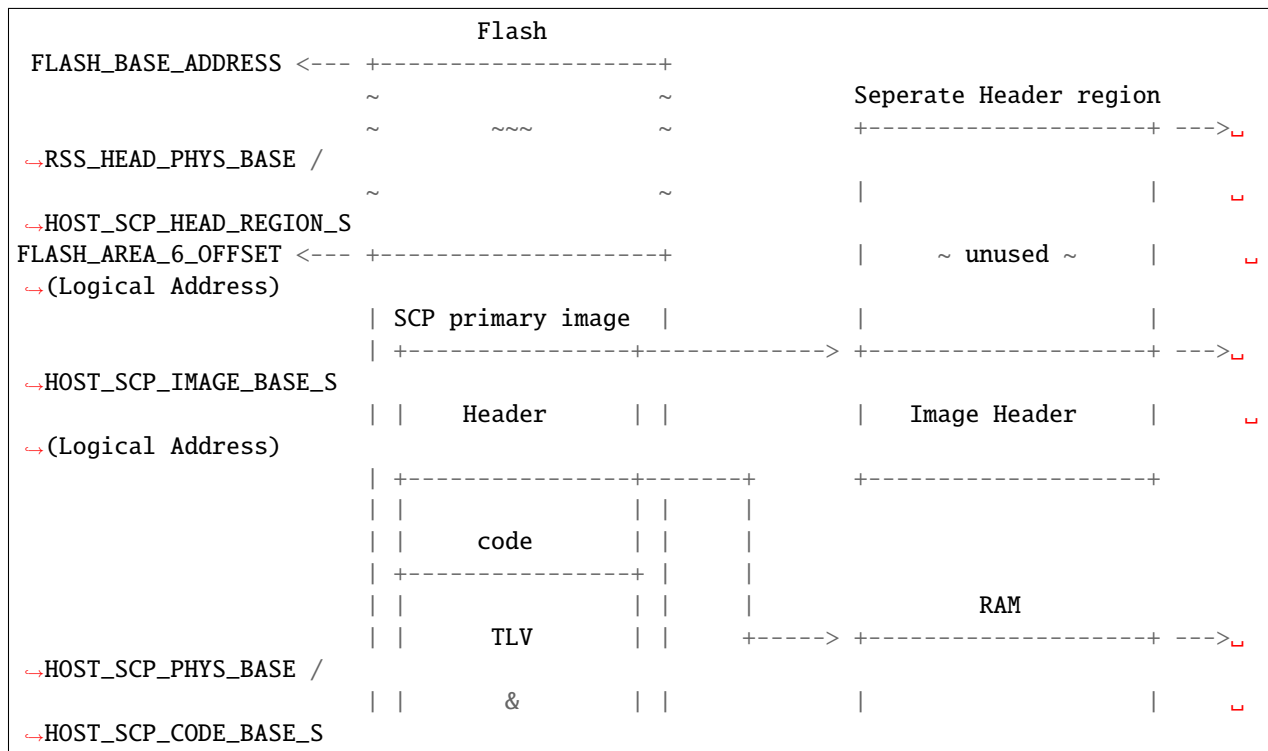 Flash
 FLASH_BASE_ADDRESS <--- +--------------------+
                         ~                    ~             Seperate Header region
                         ~        ~~~         ~             +--------------------+ --->␣
↪RSS_HEAD_PHYS_BASE /
                         ~                    ~             |                    |     ␣
↪HOST_SCP_HEAD_REGION_S
FLASH_AREA_6_OFFSET <--- +--------------------+             |     ~ unused ~     |      ␣
↪(Logical Address)
                         | SCP primary image  |             |                    |
                         | +-----------------+-------------> +--------------------+ --->␣
↪HOST_SCP_IMAGE_BASE_S
                         | |    Header       | |             |   Image Header     |      ␣
↪(Logical Address)
                         | +-----------------+-------+       +--------------------+
                         | |                 | |     |
                         | |     code        | |     |
                         | +-----------------+ |     |
                         | |                 | |     |                RAM
                         | |      TLV        | |     +-----> +--------------------+ --->␣
↪HOST_SCP_PHYS_BASE /
                         | |       &         | |             |                    |     ␣
↪HOST_SCP_CODE_BASE_S